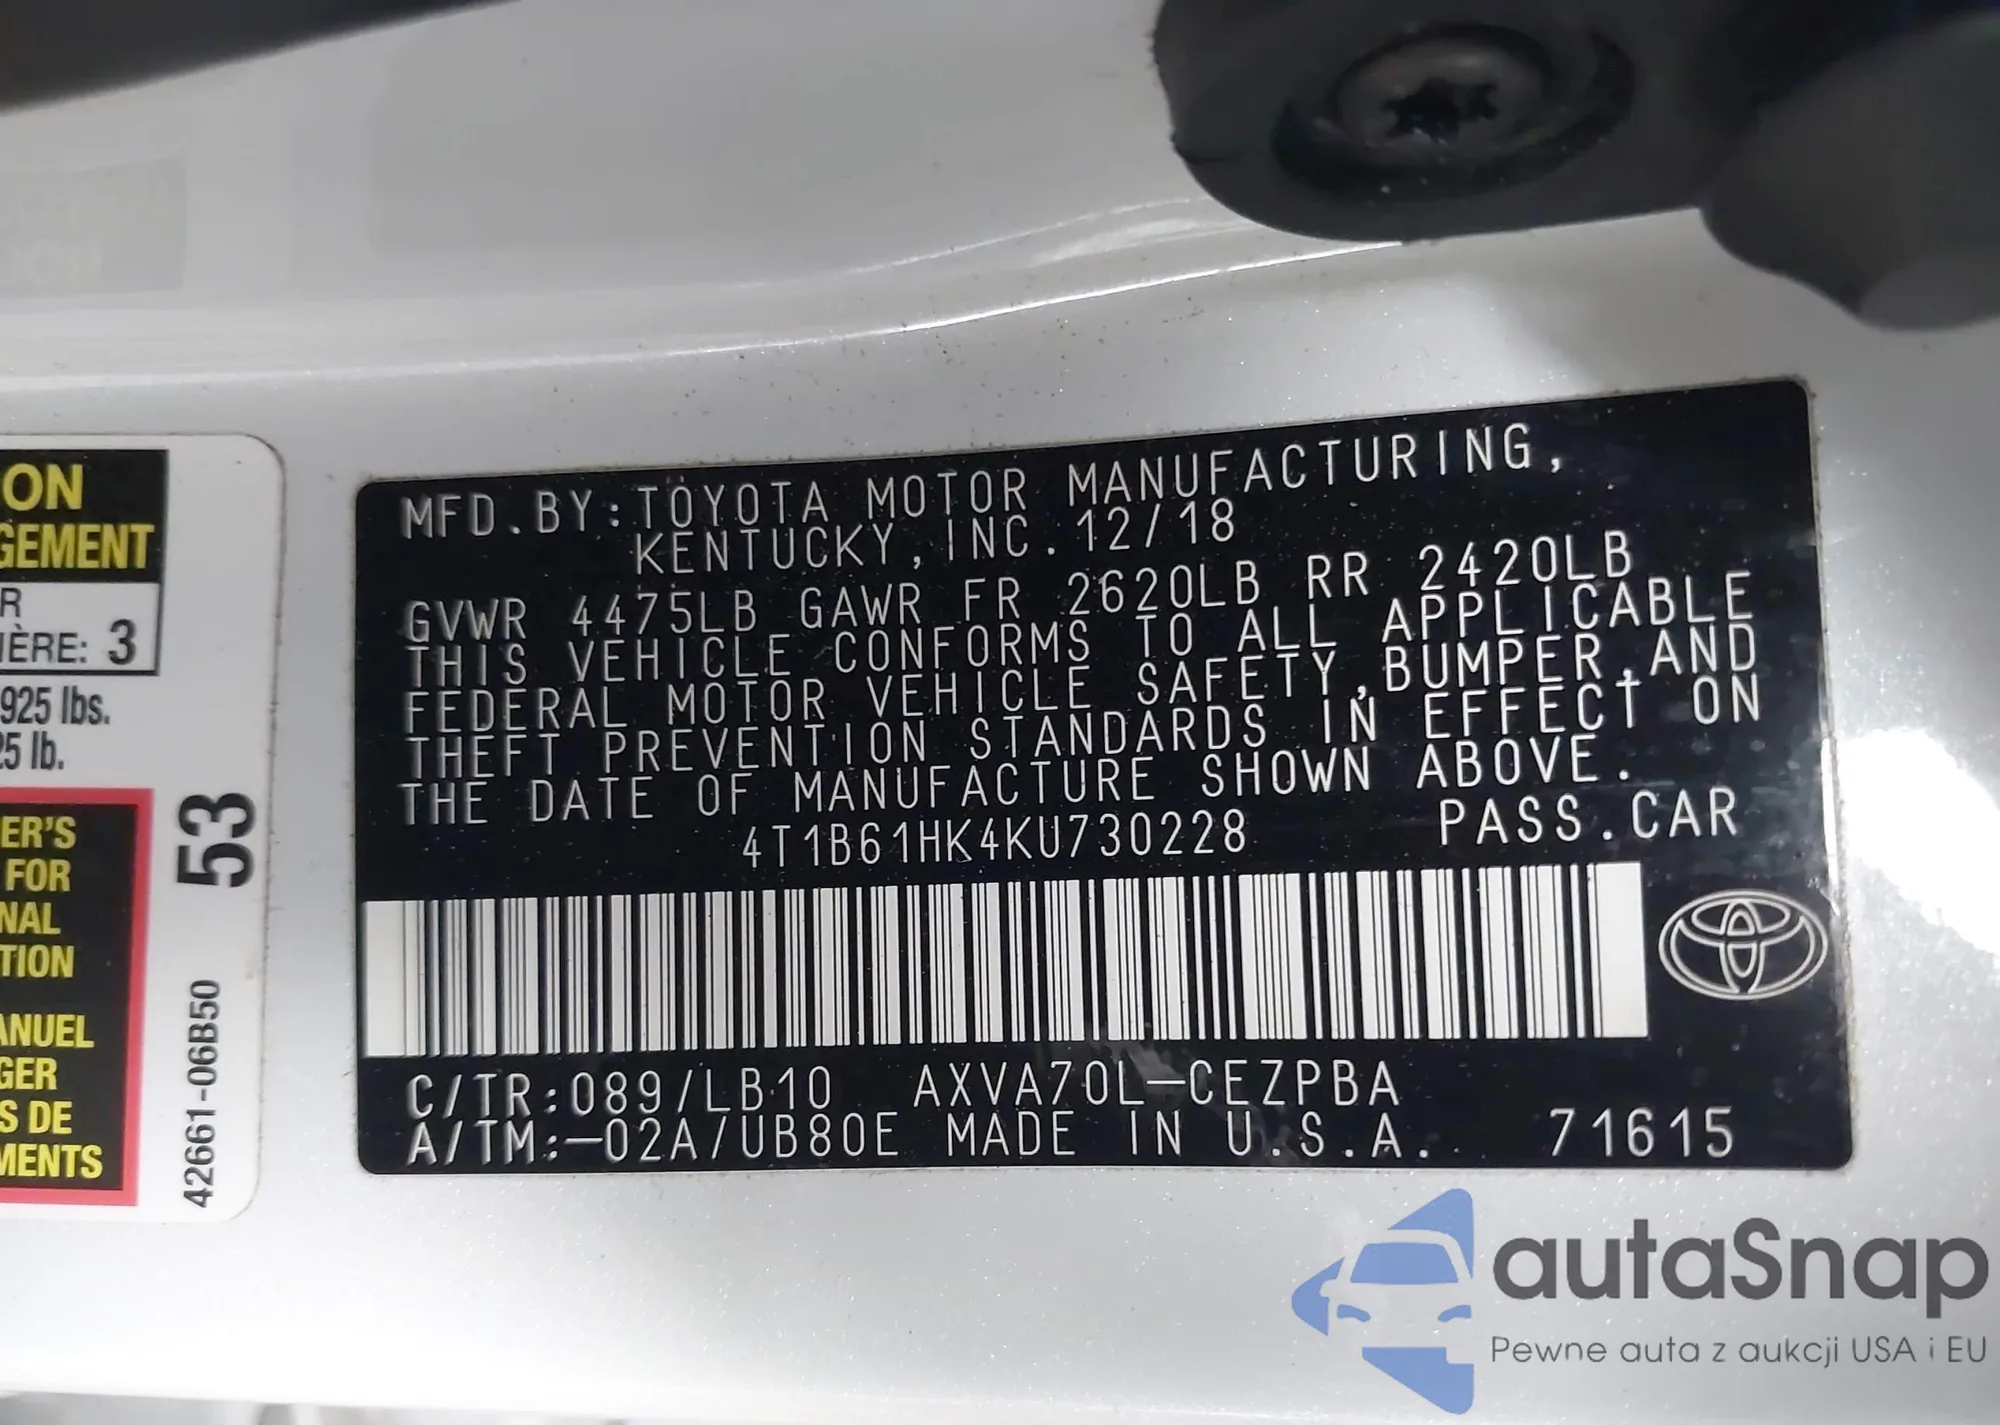 ON
GEMENT
R
IÈRE: 3
925 lbs.
25 lb.
ER'S
FOR
NAL
TION
ANUEL
GER
S DE
MENTS
53
42661-06B50
MFD.BY:TOYOTA MOTOR MANUFACTURING,
KENTUCKY,INC.12/18
GVWR 4475LB GAWR FR 2620LB RR 2420LB
THIS VEHICLE CONFORMS TO ALL APPLICABLE
FEDERAL MOTOR VEHICLE SAFETY,BUMPER,AND
THEFT PREVENTION STANDARDS IN EFFECT ON
THE DATE OF MANUFACTURE SHOWN ABOVE.
4T1B61HK4KU730228 PASS.CAR
C/TR:089/LB10 AXVA70L-CEZPBA
A/TM:-02A/UB80E MADE IN U.S.A. 71615
autaSnap
Pewne auta z aukcji USA i EU